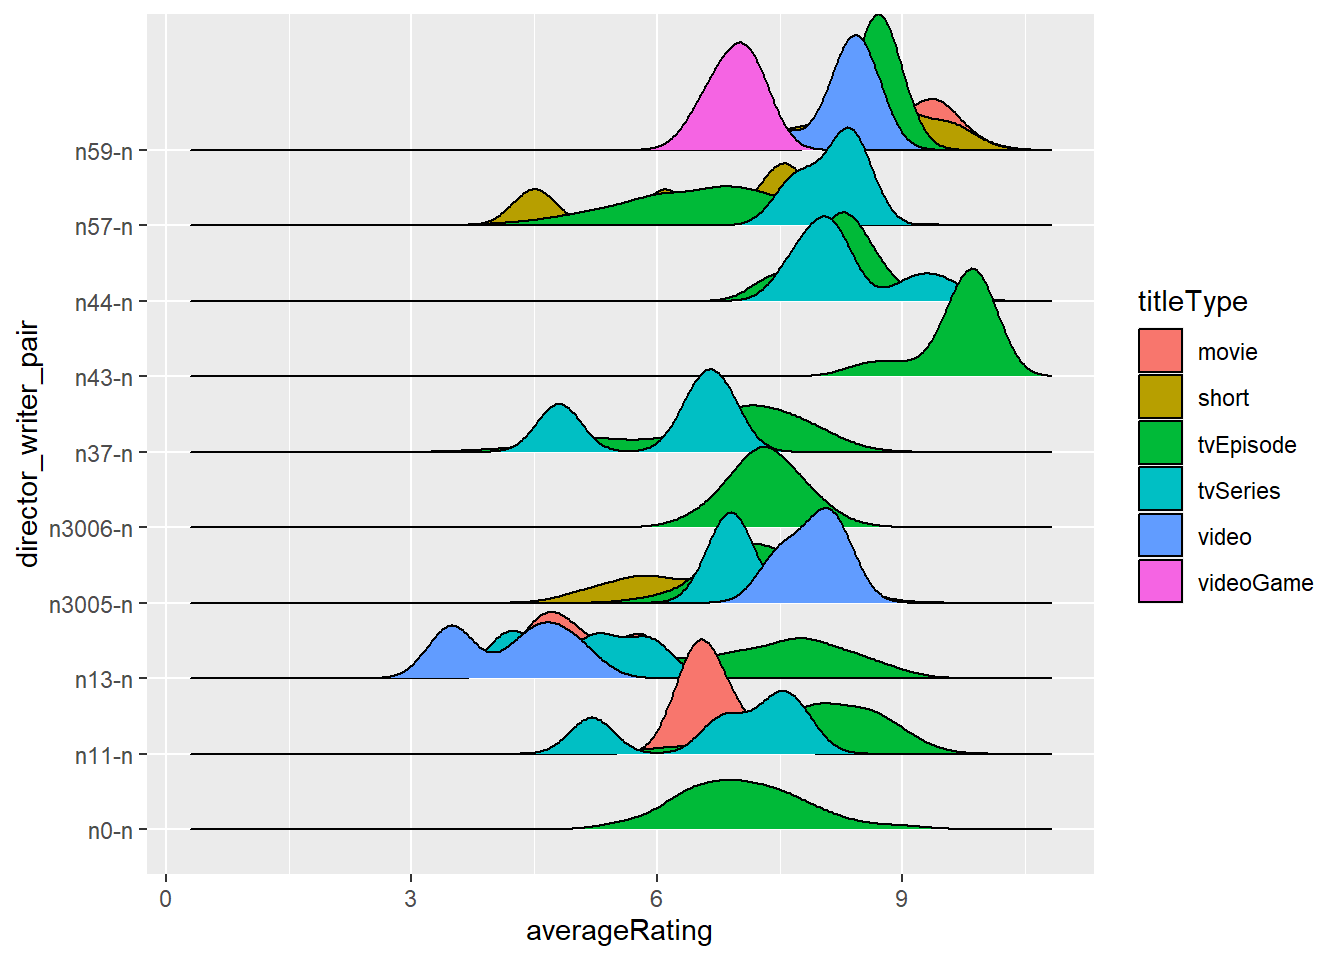 director_writer_pair
n59-n
n57-n
n44-n
n43-n
n37-n
n3006-n
n3005-n
n13-n
n11-n
n0-n
0 3 6 9
averageRating
titleType
movie
short
tvEpisode
tvSeries
video
videoGame